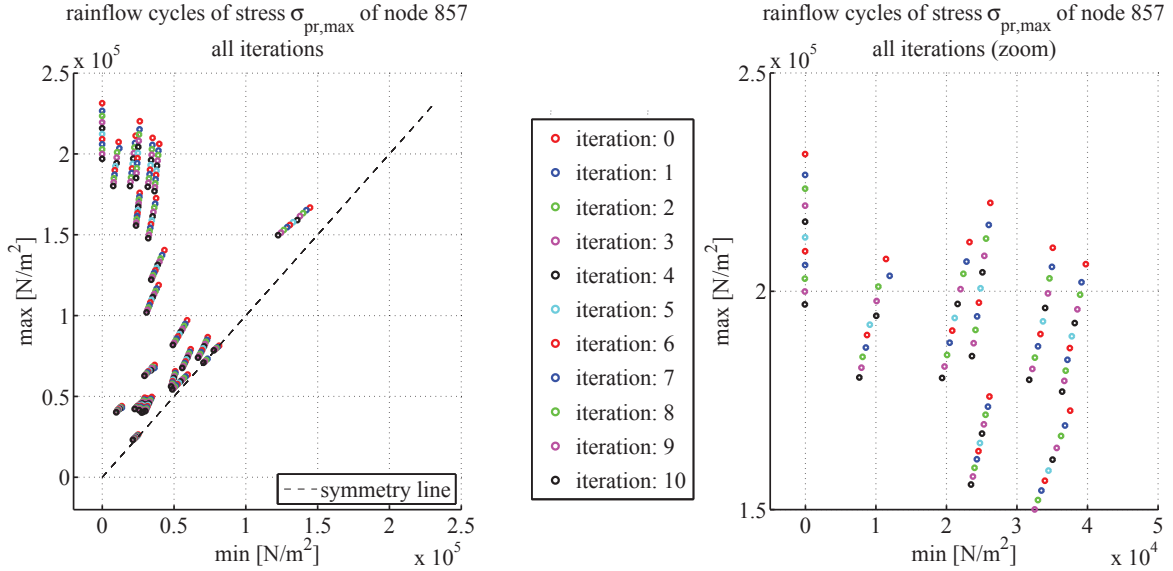 rainflow cycles of stress σpr,max of node 857
all iterations
x 10^5
2.5
2
1.5
1
0.5
0
max [N/m^2]
0 0.5 1 1.5 2 2.5
min [N/m^2]
x 10^5
symmetry line
iteration: 0
iteration: 1
iteration: 2
iteration: 3
iteration: 4
iteration: 5
iteration: 6
iteration: 7
iteration: 8
iteration: 9
iteration: 10
rainflow cycles of stress σpr,max of node 857
all iterations (zoom)
x 10^5
2.5
2
1.5
max [N/m^2]
0 1 2 3 4 5
min [N/m^2]
x 10^4